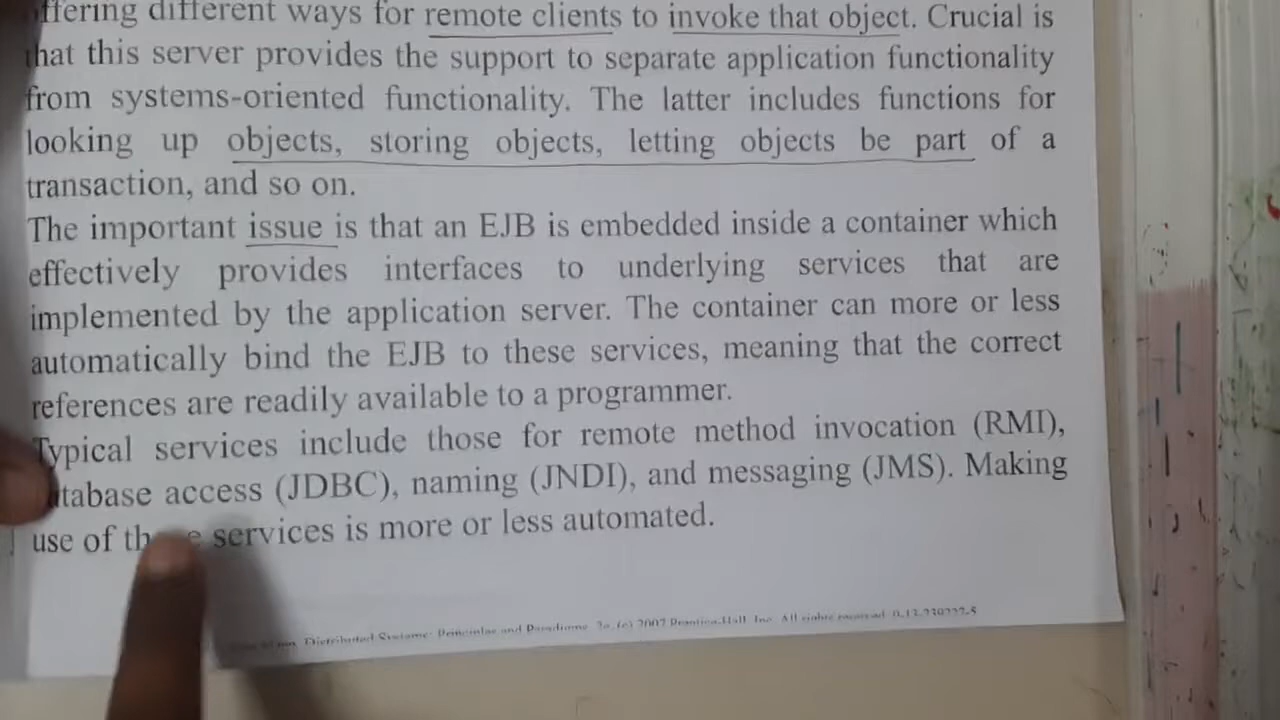 ffering different ways for remote clients to invoke that object. Crucial is
that this server provides the support to separate application functionality
from systems-oriented functionality. The latter includes functions for
looking up objects, storing objects, letting objects be part of a
transaction, and so on.
The important issue is that an EJB is embedded inside a container which
effectively provides interfaces to underlying services that are
implemented by the application server. The container can more or less
automatically bind the EJB to these services, meaning that the correct
references are readily available to a programmer.
Typical services include those for remote method invocation (RMI),
atabase access (JDBC), naming (JNDI), and messaging (JMS). Making
use of services is more or less automated.
Distributed Systems: Principles and Paradigms, 2e, (c) 2007 Prentice-Hall, Inc. All rights reserved.